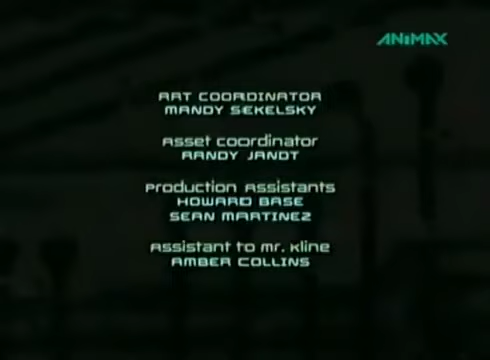 ANIMAX
ART COORDINATOR
MANDY SEKELSKY
Asset coordinator
RANDY JANDT
Production Assistants
HOWARD BASE
SEAN MARTINEZ
Assistant to mr. Kline
AMBER COLLINS